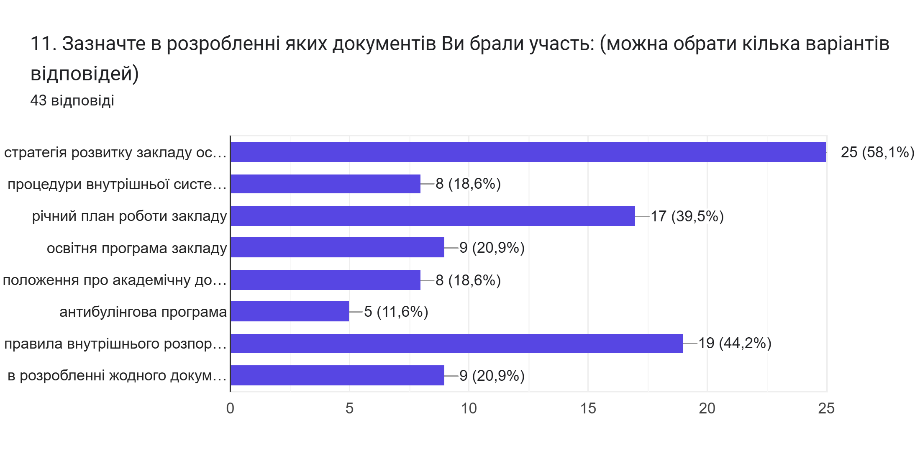 11. Зазначте в розробленні яких документів Ви брали участь: (можна обрати кілька варіантів
відповідей)
43 відповіді
стратегія розвитку закладу ос… 25 (58,1%)
процедури внутрішньої систе… 8 (18,6%)
річний план роботи закладу 17 (39,5%)
освітня програма закладу 9 (20,9%)
положення про академічну до… 8 (18,6%)
антибулінгова програма 5 (11,6%)
правила внутрішнього розпор… 19 (44,2%)
в розробленні жодного докум… 9 (20,9%)
0 5 10 15 20 25